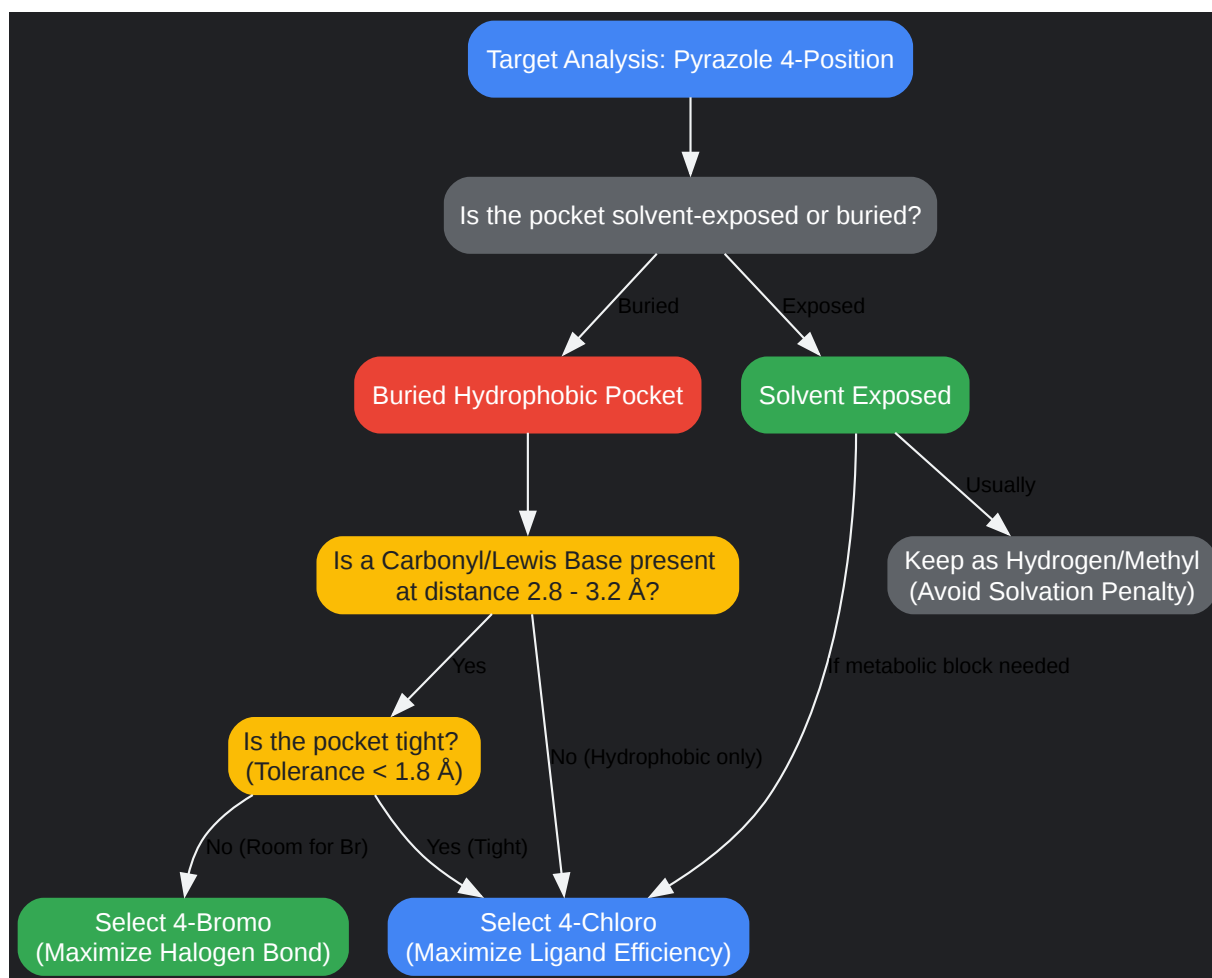 Target Analysis: Pyrazole 4-Position
Is the pocket solvent-exposed or buried?
Buried
Exposed
Buried Hydrophobic Pocket
Solvent Exposed
Usually
Is a Carbonyl/Lewis Base present
at distance 2.8 - 3.2 Å?
Keep as Hydrogen/Methyl
(Avoid Solvation Penalty)
Yes
If metabolic block needed
Is the pocket tight?
(Tolerance < 1.8 Å)
No (Hydrophobic only)
No (Room for Br)
Yes (Tight)
Select 4-Bromo
(Maximize Halogen Bond)
Select 4-Chloro
(Maximize Ligand Efficiency)